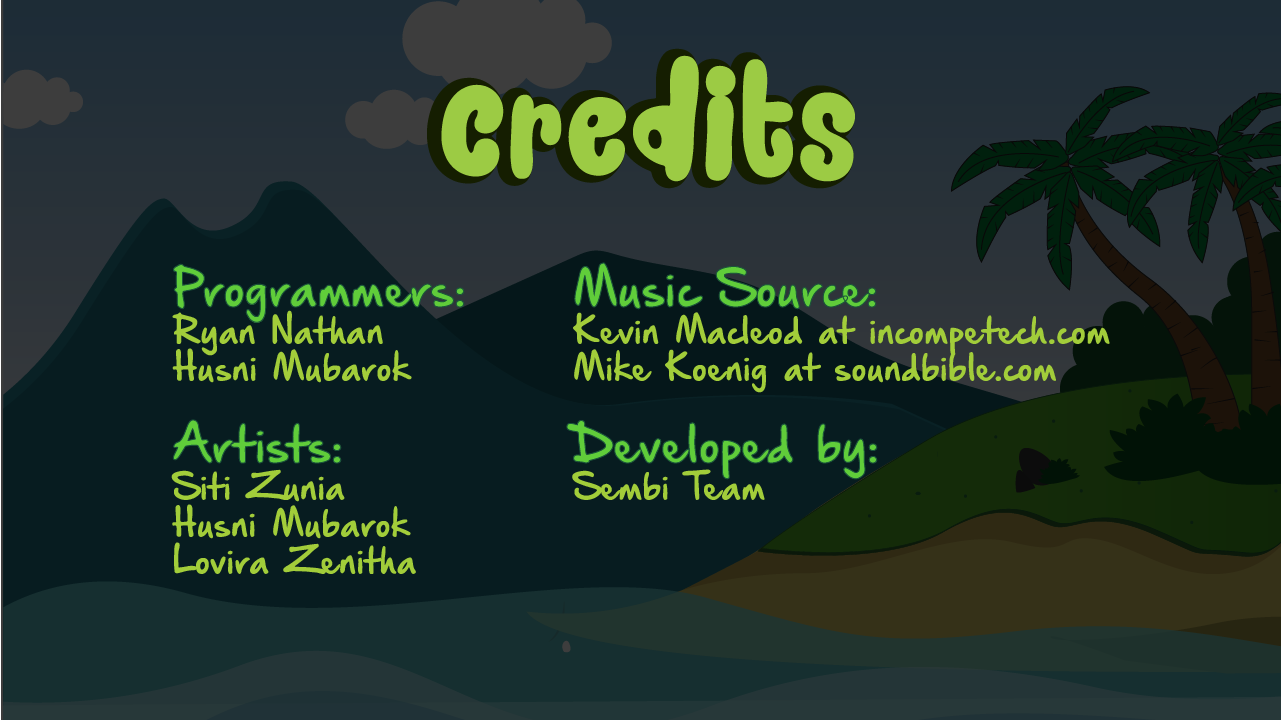 Credits
Programmers:
Ryan Nathan
Husni Mubarok
Artists:
Siti Zunia
Husni Mubarok
Lovira Zenitha
Music Source:
Kevin Macleod at incompetech.com
Mike Koenig at soundbible.com
Developed by:
Sembi Team